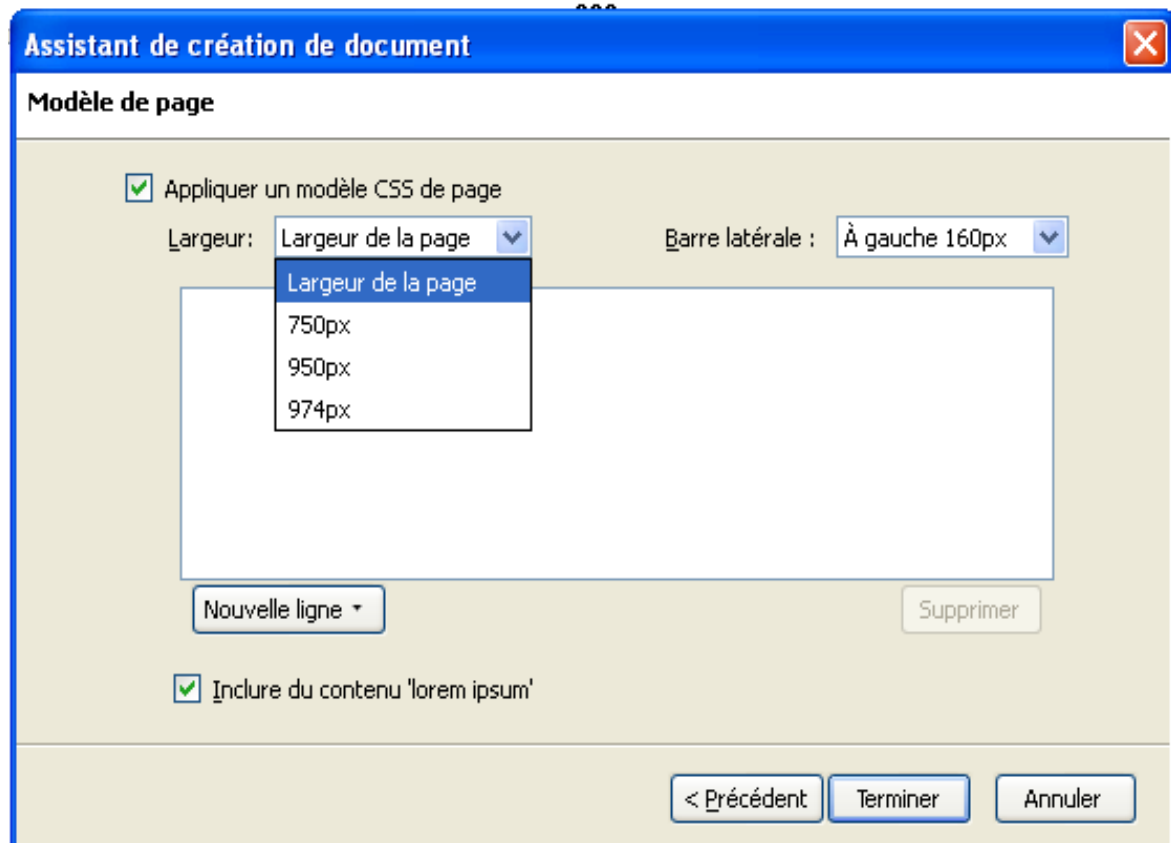 Assistant de création de document
Modèle de page
Appliquer un modèle CSS de page
Largeur: Largeur de la page Barre latérale : À gauche 160px
Largeur de la page
750px
950px
974px
Nouvelle ligne Supprimer
Inclure du contenu 'lorem ipsum'
< Précédent Terminer Annuler